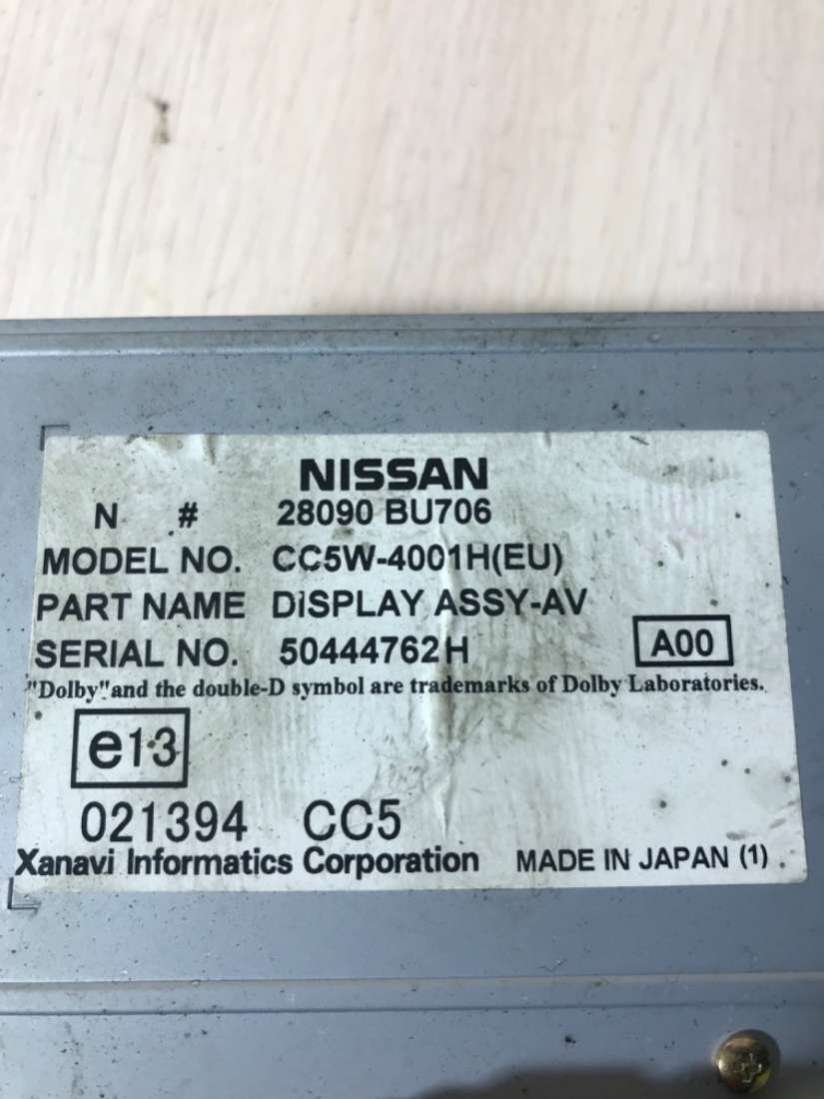 NISSAN
N # 28090 BU706
MODEL NO. CC5W-4001H(EU)
PART NAME DISPLAY ASSY-AV
SERIAL NO. 50444762H A00
"Dolby" and the double-D symbol are trademarks of Dolby Laboratories.
e13
021394 CC5
Xanavi Informatics Corporation MADE IN JAPAN (1)